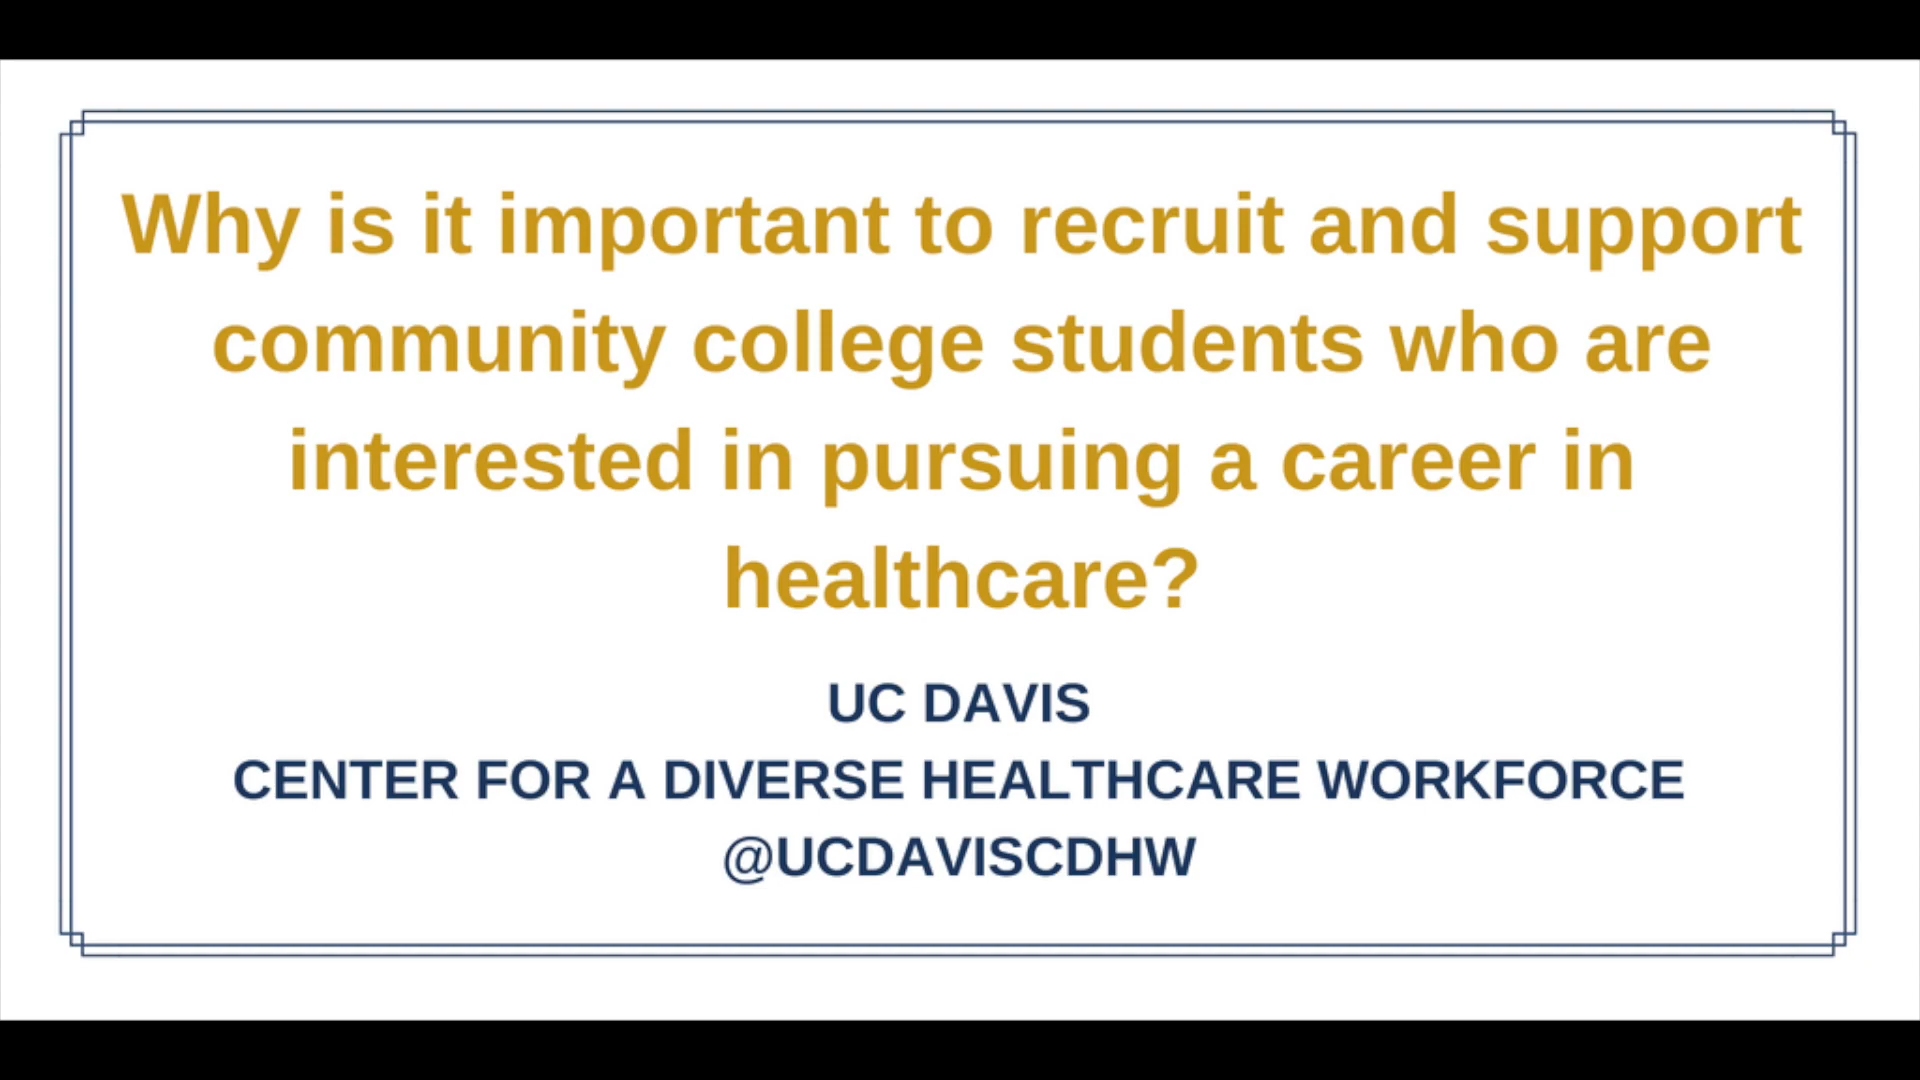 Why is it important to recruit and support
community college students who are
interested in pursuing a career in
healthcare?
UC DAVIS
CENTER FOR A DIVERSE HEALTHCARE WORKFORCE
@UCDAVISCDHW